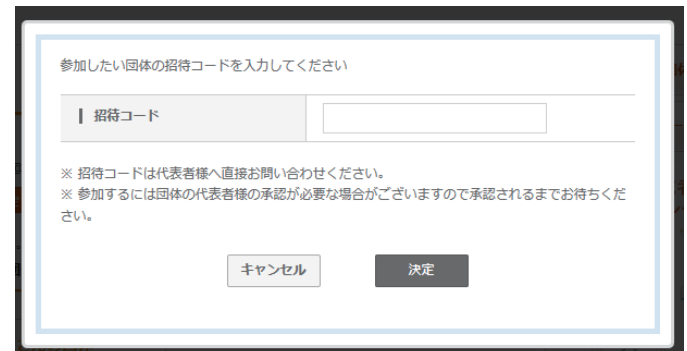 参加したい団体の招待コードを入力してください
招待コード
※ 招待コードは代表者様へ直接お問い合わせください。
※ 参加するには団体の代表者様の承認が必要な場合がございますので承認されるまでお待ちくだ
さい。
キャンセル 決定